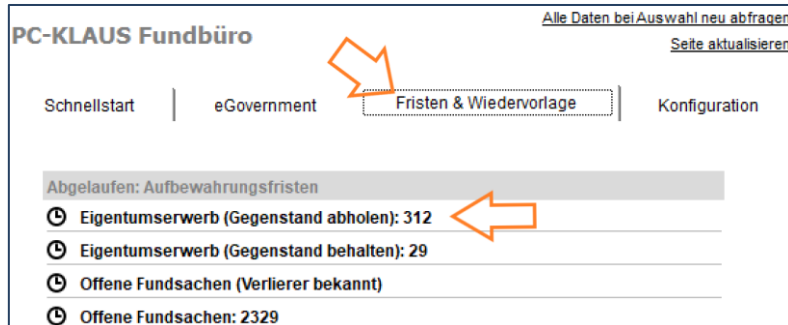 Alle Daten bei Auswahl neu abfragen
PC-KLAUS Fundbüro
Seite aktualisieren
Schnellstart eGovernment Fristen & Wiedervorlage Konfiguration
Abgelaufen: Aufbewahrungsfristen
Eigentumserwerb (Gegenstand abholen): 312
Eigentumserwerb (Gegenstand behalten): 29
Offene Fundsachen (Verlierer bekannt)
Offene Fundsachen: 2329